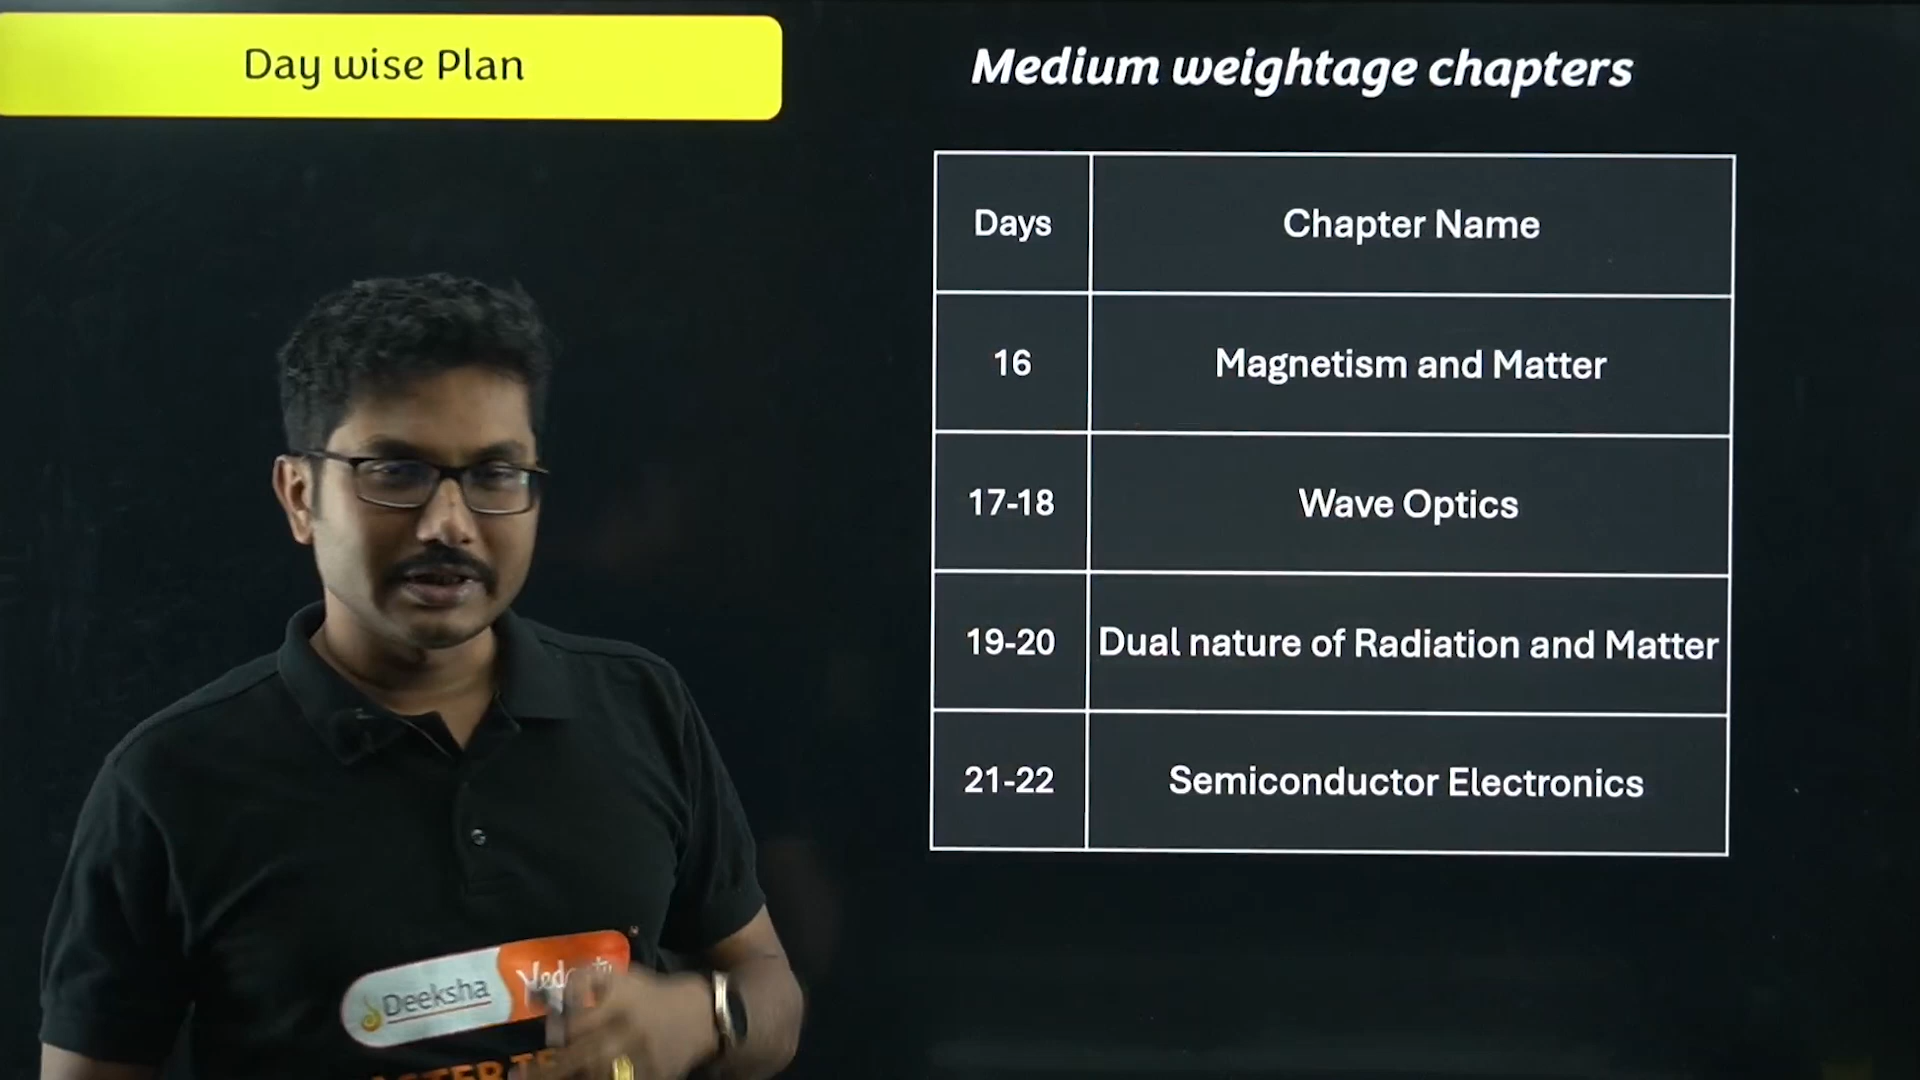 Day wise Plan
Medium weightage chapters
Days Chapter Name
16 Magnetism and Matter
17-18 Wave Optics
19-20 Dual nature of Radiation and Matter
21-22 Semiconductor Electronics
Deeksha